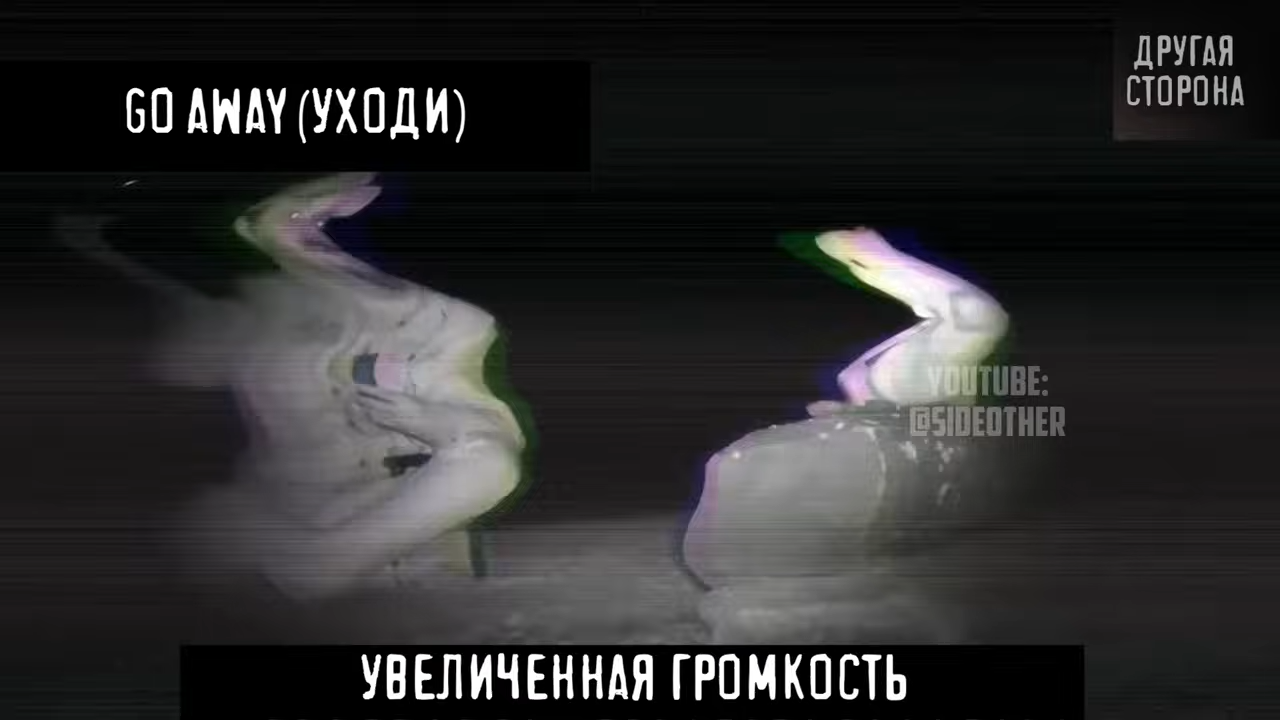 ДРУГАЯ
СТОРОНА
GO AWAY (УХОДИ)
YOUTUBE:
@SIDEOTHER
УВЕЛИЧЕННАЯ ГРОМКОСТЬ